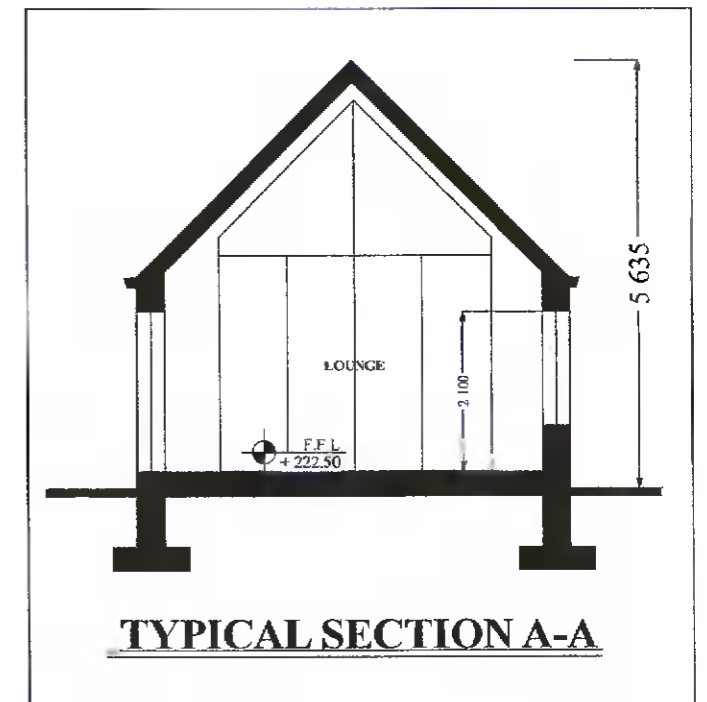 5 635
2 100
LOUNGE
F.F L
+ 222.50
TYPICAL SECTION A-A